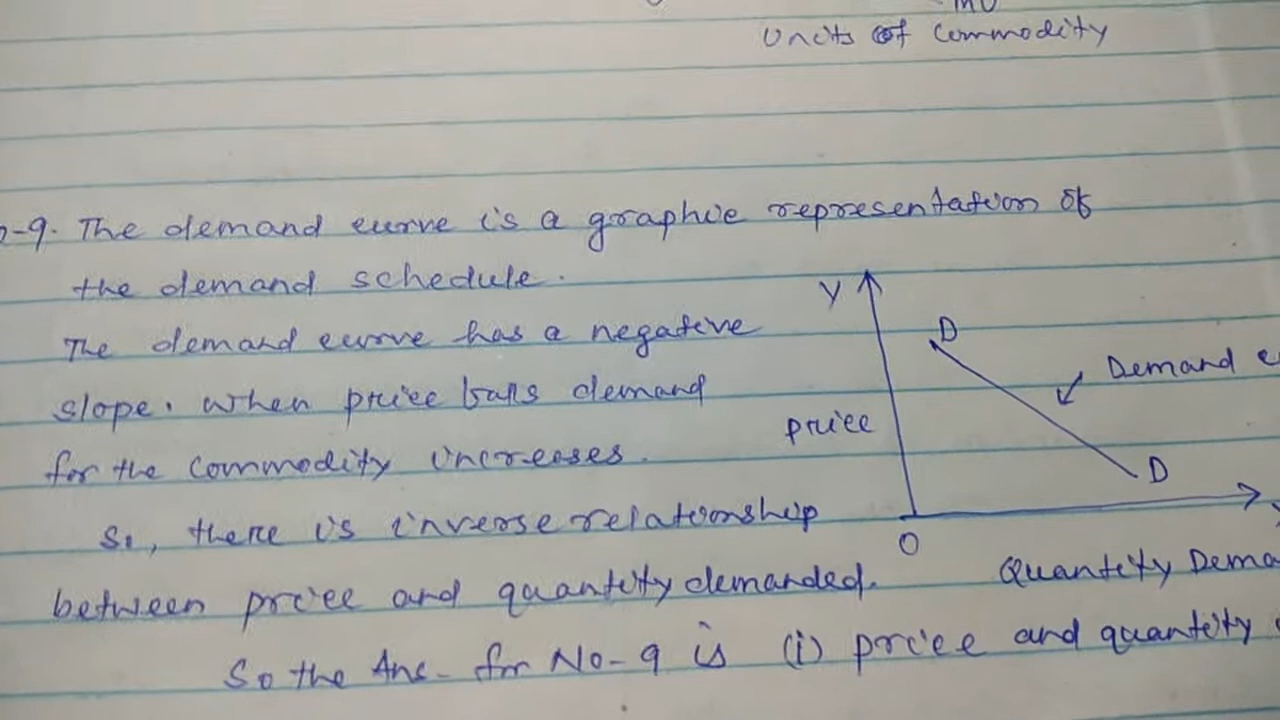 MU
Units of Commodity
o-9. The demand curve is a graphic representation of
the demand schedule.
The demand curve has a negative
slope. When price falls demand
for the commodity increases.
So, there is inverse relationship
between price and quantity demanded.
So the Ans- for No-9 is (i) price and quantity
Y
D
Demand
price
D
O
Quantity Dema